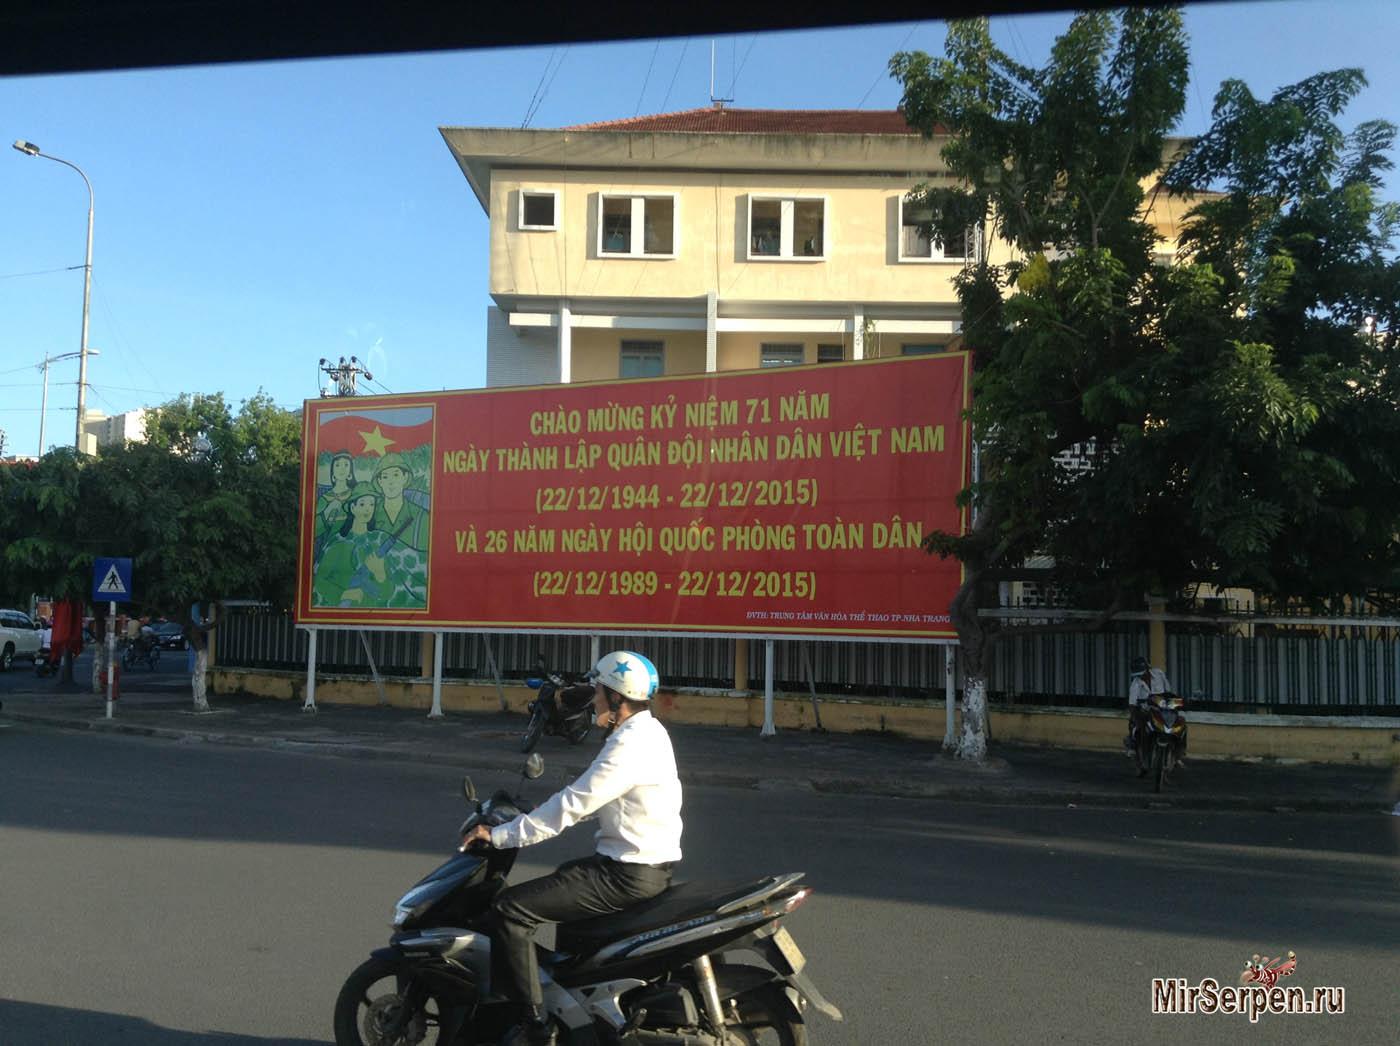 CHÀO MỪNG KỶ NIỆM 71 NĂM
NGÀY THÀNH LẬP QUÂN ĐỘI NHÂN DÂN VIỆT NAM
(22/12/1944 - 22/12/2015)
VÀ 26 NĂM NGÀY HỘI QUỐC PHÒNG TOÀN DÂN
(22/12/1989 - 22/12/2015)
ĐVTH: TRUNG TÂM VĂN HÓA THỂ THAO TP-NHA TRANG
AIR BLADE
MirSerpen.ru